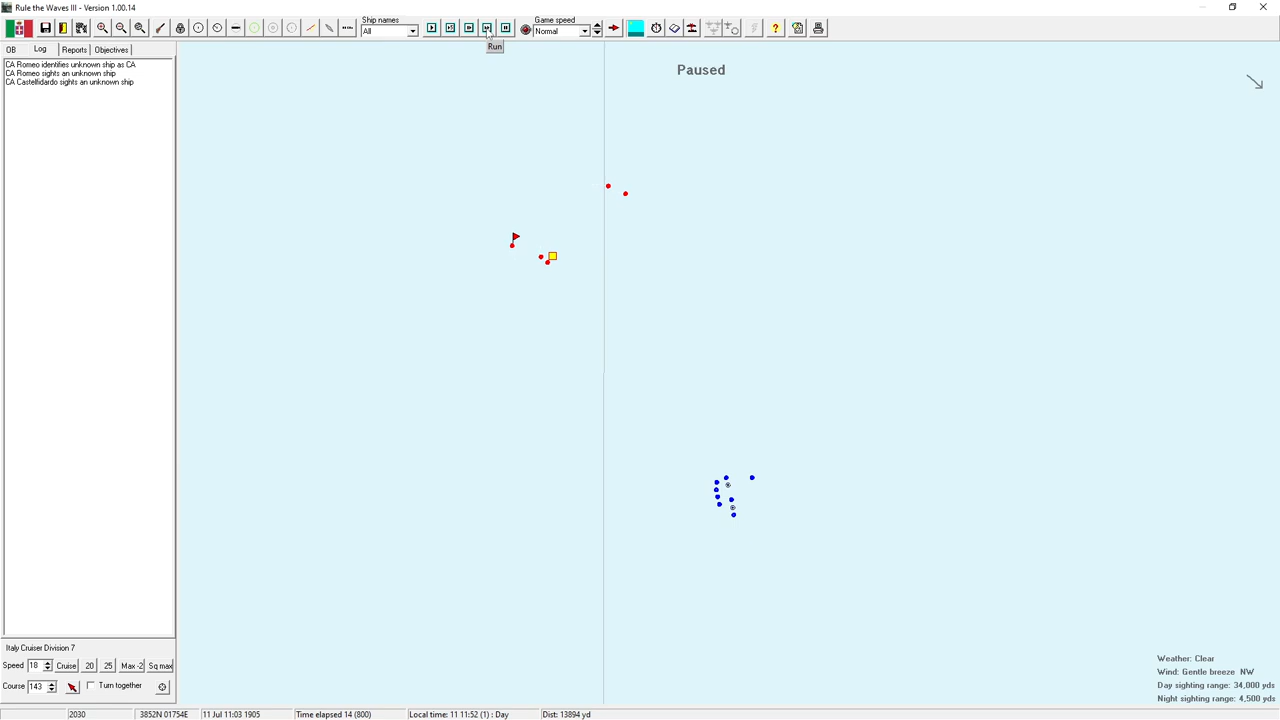 Rule the Waves III - Version 1.00.14
Ship names
All
Game speed
Normal
Run
OB
Log
Reports
Objectives
CA Romeo identifies unknown ship as CA
CA Romeo sights an unknown ship
CA Castelfidardo sights an unknown ship
Paused
Italy Cruiser Division 7
Speed
18
Cruise
20
25
Max -2
Sq max
Course
143
Turn together
Weather: Clear
Wind: Gentle breeze NW
Day sighting range: 34,000 yds
Night sighting range: 4,500 yds
2030
3852N 01754E
11 Jul 11:03 1905
Time elapsed 14 (800)
Local time: 11 11:52 (1) : Day
Dist: 13894 yd